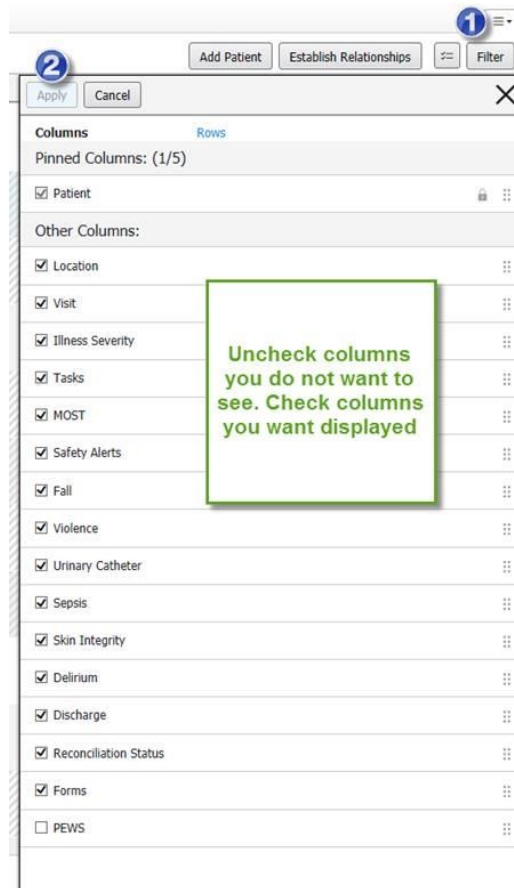 1
Add Patient Establish Relationships Filter
2
Apply Cancel
Columns Rows
Pinned Columns: (1/5)
Patient
Other Columns:
Location
Visit
Illness Severity
Tasks
MOST
Safety Alerts
Fall
Violence
Urinary Catheter
Sepsis
Skin Integrity
Delirium
Discharge
Reconciliation Status
Forms
PEWS
Uncheck columns
you do not want to
see. Check columns
you want displayed